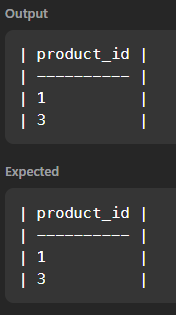 Output
| product_id |
| ---------- |
| 1          |
| 3          |
Expected
| product_id |
| ---------- |
| 1          |
| 3          |